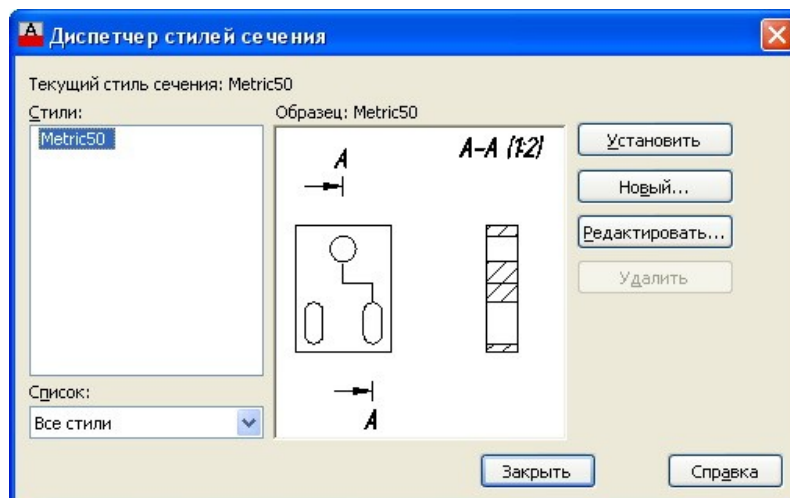 Диспетчер стилей сечения
Текущий стиль сечения: Metric50
Стили:
Образец: Metric50
Metric50
A
A-A (1:2)
A
Установить
Новый...
Редактировать...
Удалить
Список:
Все стили
Закрыть
Справка